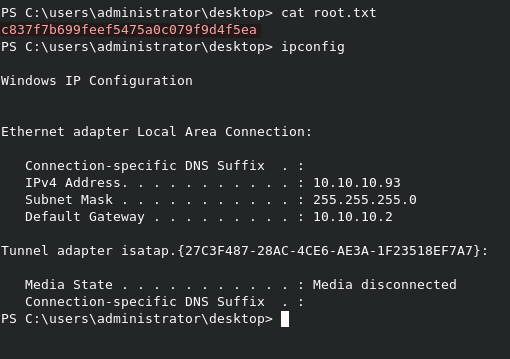 PS C:\users\administrator\desktop> cat root.txt
c837f7b699feef5475a0c079f9d4f5ea
PS C:\users\administrator\desktop> ipconfig
Windows IP Configuration
Ethernet adapter Local Area Connection:
Connection-specific DNS Suffix  . :
IPv4 Address. . . . . . . . . . . : 10.10.10.93
Subnet Mask . . . . . . . . . . . : 255.255.255.0
Default Gateway . . . . . . . . . : 10.10.10.2
Tunnel adapter isatap.{27C3F487-28AC-4CE6-AE3A-1F23518EF7A7}:
Media State . . . . . . . . . . . : Media disconnected
Connection-specific DNS Suffix  . :
PS C:\users\administrator\desktop>